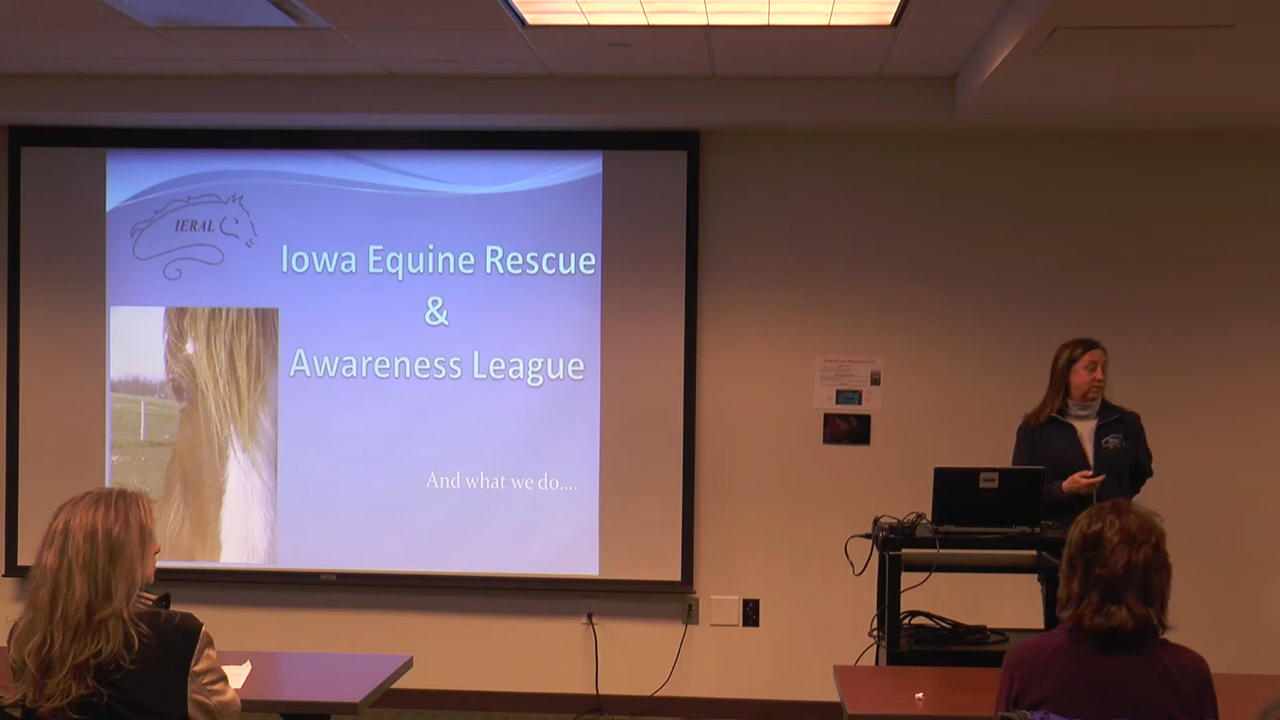 IERAL
Iowa Equine Rescue
&
Awareness League
And what we do....